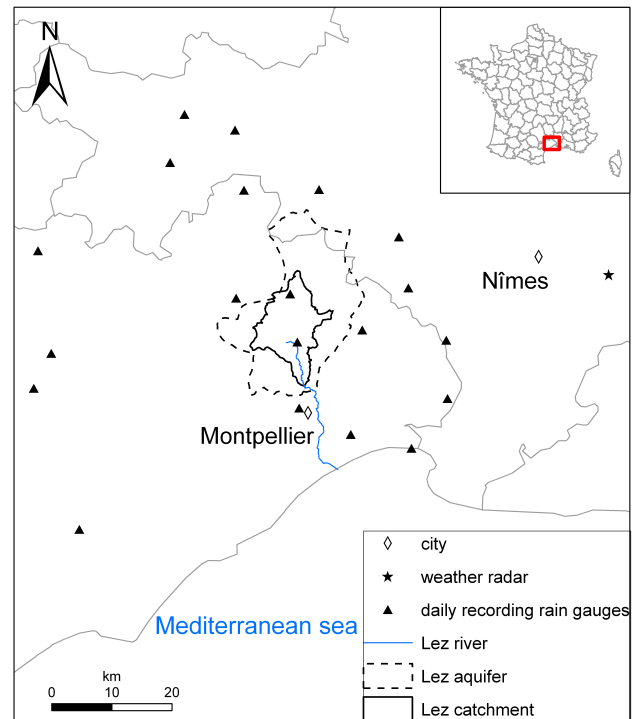 N
Nîmes
Montpellier
Mediterranean sea
city
weather radar
daily recording rain gauges
Lez river
Lez aquifer
Lez catchment
km
0 10 20